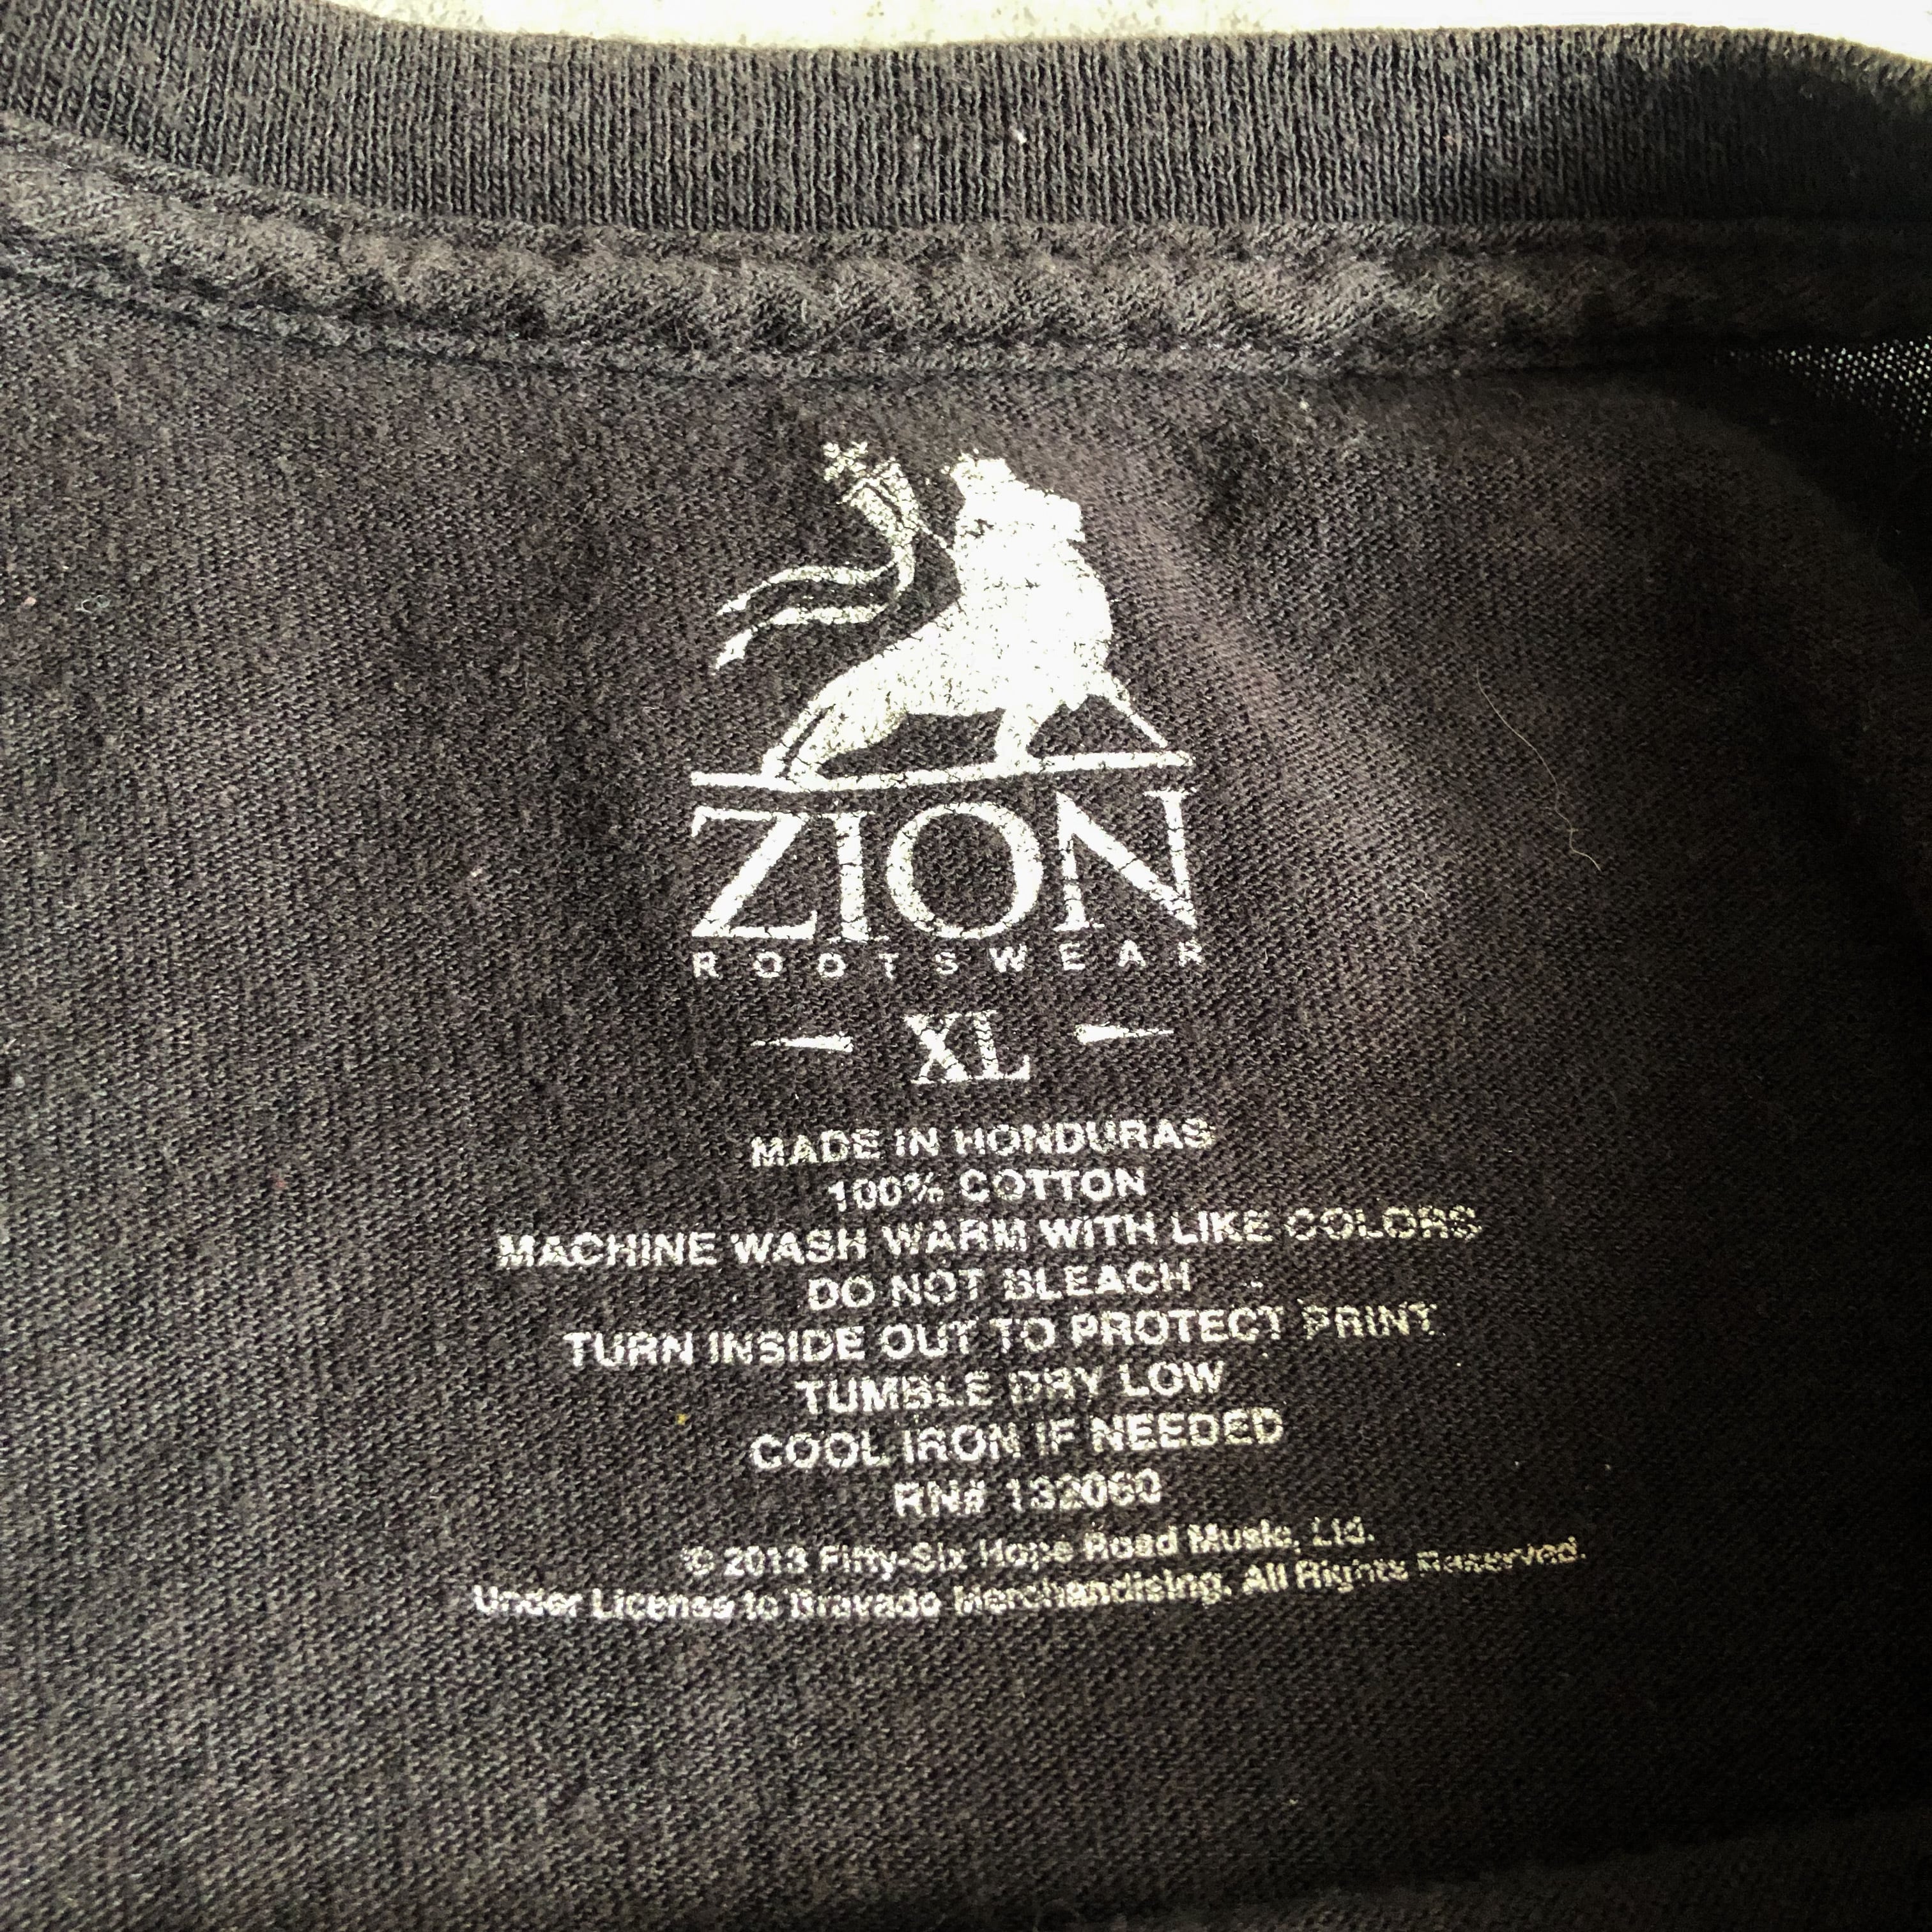 ZION
ROOTSWEAR
XL
MADE IN HONDURAS
100% COTTON
MACHINE WASH WARM WITH LIKE COLORS
DO NOT BLEACH
TURN INSIDE OUT TO PROTECT PRINT
TUMBLE DRY LOW
COOL IRON IF NEEDED
RN# 132060
© 2013 Fifty-Six Hope Road Music, Ltd.
Under License to Bravado Merchandising. All Rights Reserved.